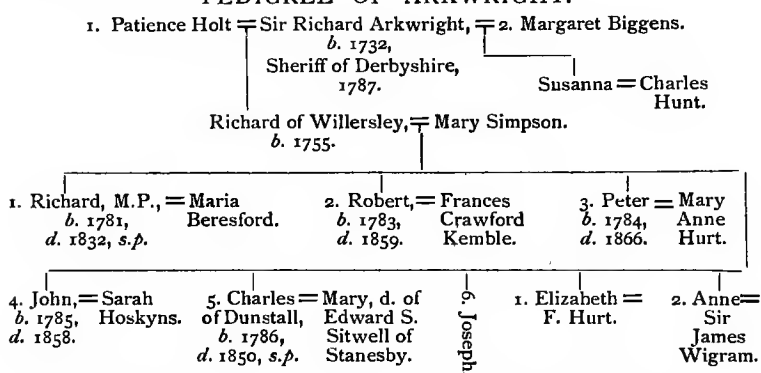 PEDIGREE OF ARKWRIGHT.
1. Patience Holt = Sir Richard Arkwright, = 2. Margaret Biggens.
b. 1732,
Sheriff of Derbyshire,
1787.
Susanna = Charles
Hunt.
Richard of Willersley, = Mary Simpson.
b. 1755.
1. Richard, M.P., = Maria
b. 1781, Beresford.
d. 1832, s.p.
2. Robert, = Frances
b. 1783, Crawford
d. 1859. Kemble.
3. Peter = Mary
b. 1784, Anne
d. 1866. Hurt.
4. John, = Sarah
b. 1785, Hoskyns.
d. 1858.
5. Charles = Mary, d. of
of Dunstall, Edward S.
b. 1786, Sitwell of
d. 1850, s.p. Stanesby.
6. Joseph
1. Elizabeth =
F. Hurt.
2. Anne =
Sir
James
Wigram.